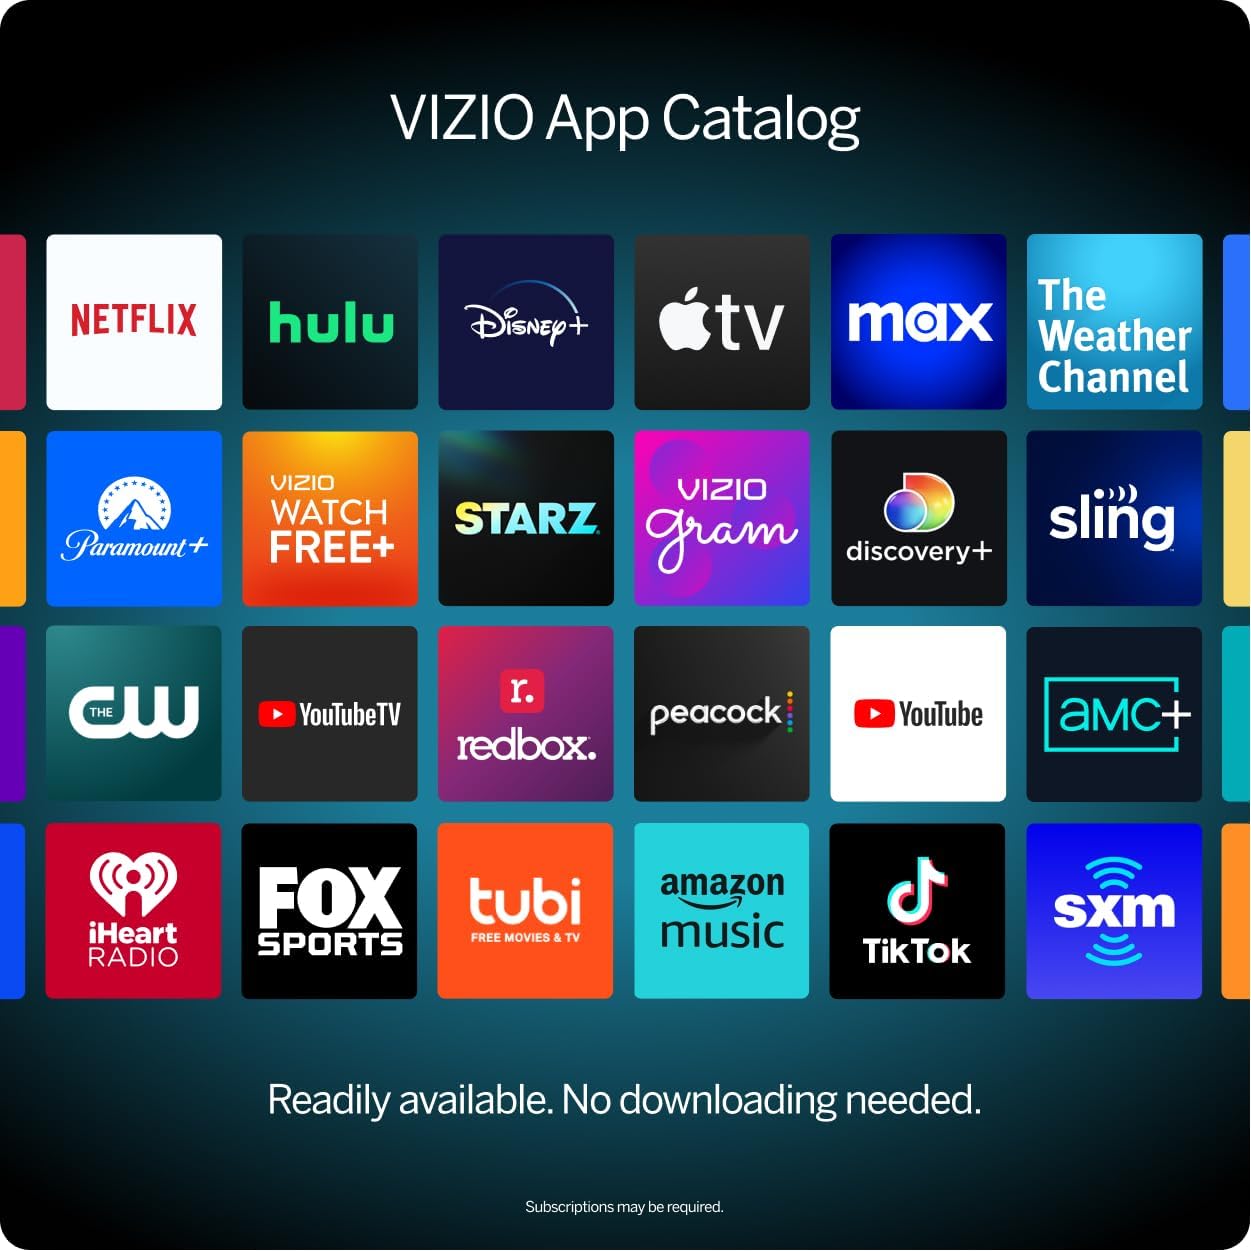 VIZIO App Catalog
NETFLIX
hulu
Disney+
tv
max
The
Weather
Channel
Paramount+
VIZIO
WATCH
FREE+
STARZ
VIZIO
gram
discovery+
sling
THE CW
YouTubeTV
r.
redbox.
peacock
YouTube
aMC+
iHeart
RADIO
FOX
SPORTS
tubi
FREE MOVIES & TV
amazon
music
TikTok
sxm
Readily available. No downloading needed.
Subscriptions may be required.